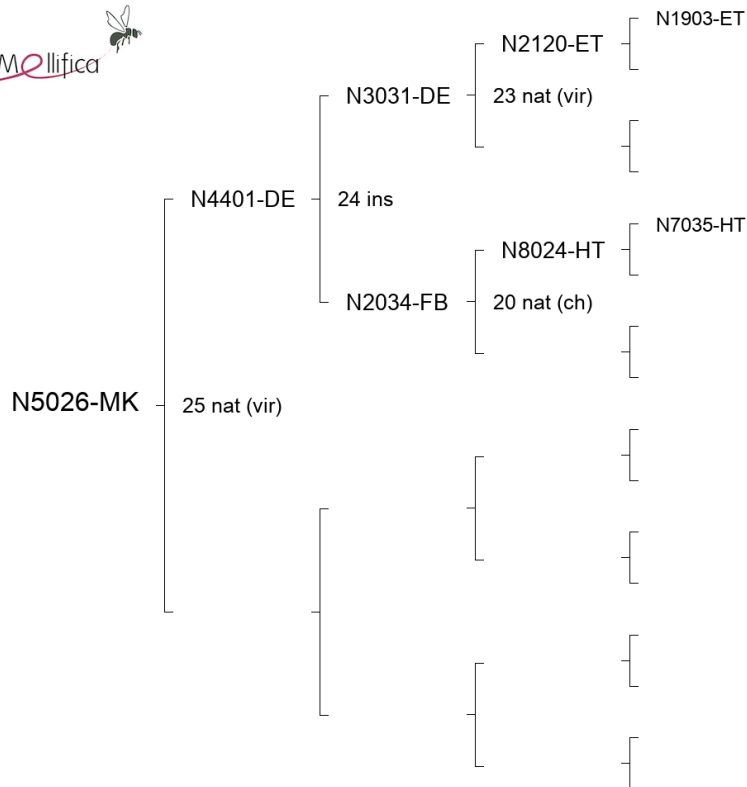 Mellifica
N1903-ET
N2120-ET
N3031-DE
23 nat (vir)
N4401-DE
24 ins
N7035-HT
N8024-HT
N2034-FB
20 nat (ch)
N5026-MK
25 nat (vir)